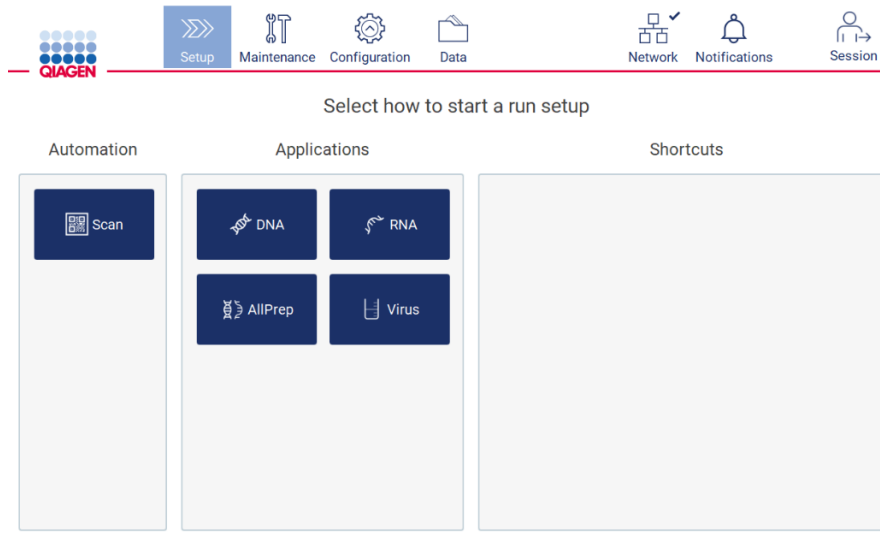 QIAGEN
Setup
Maintenance
Configuration
Data
Network
Notifications
Session
Select how to start a run setup
Automation
Applications
Shortcuts
Scan
DNA
RNA
AllPrep
Virus